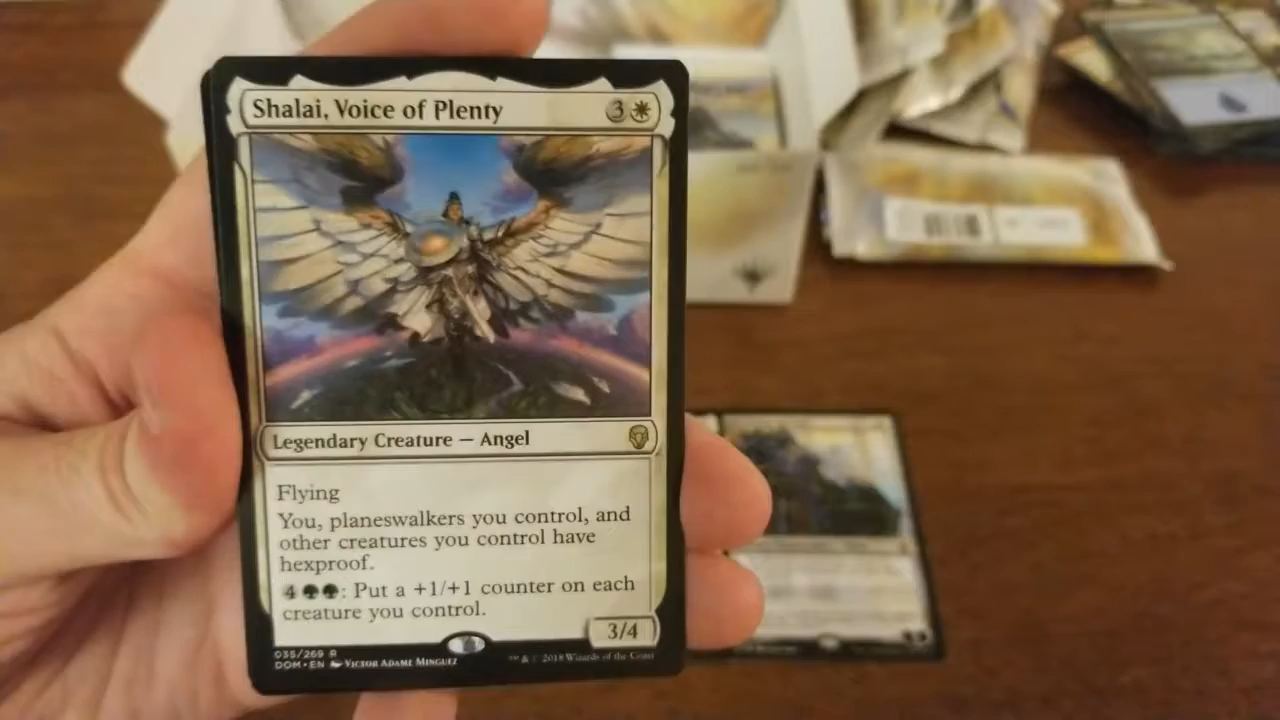 Shalai, Voice of Plenty 3
Legendary Creature — Angel
Flying
You, planeswalkers you control, and
other creatures you control have
hexproof.
4: Put a +1/+1 counter on each
creature you control.
3/4
035/269 R
DOM • EN Victor Adame Minguez
™ & © 2018 Wizards of the Coast